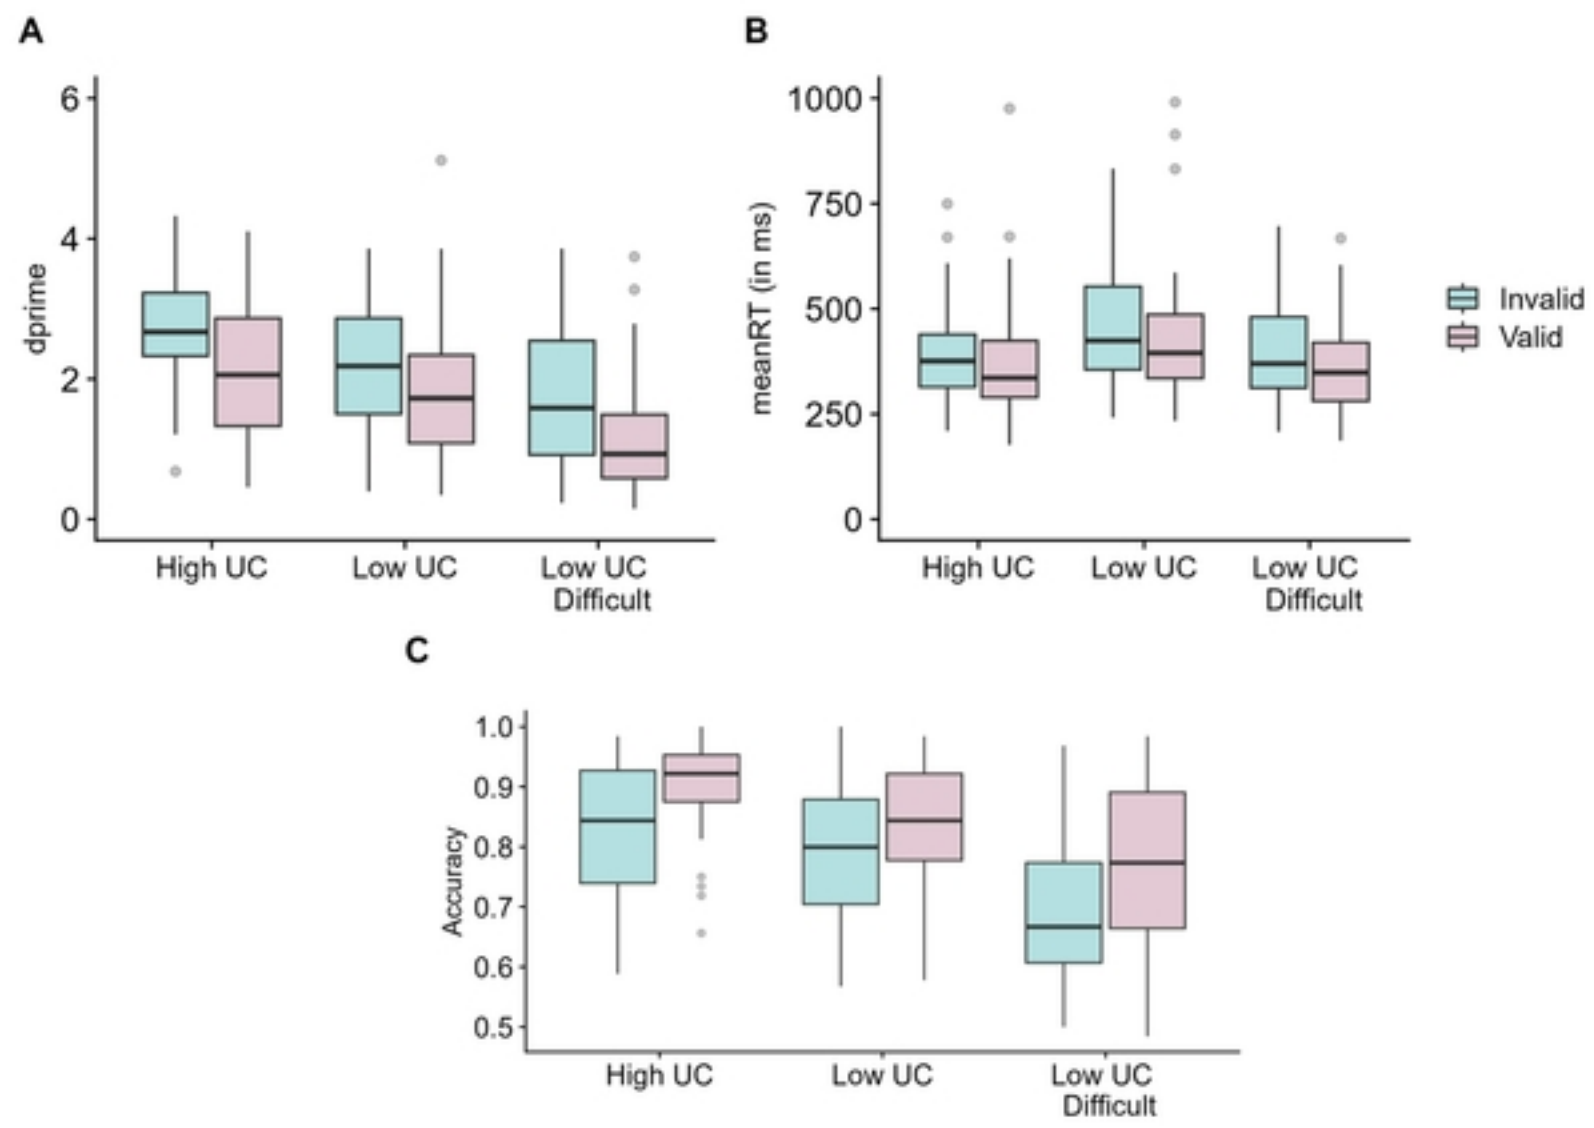 A
6
4
2
0
dprime
High UC
Low UC
Low UC
Difficult
B
1000
750
500
250
0
meanRT (in ms)
High UC
Low UC
Low UC
Difficult
Invalid
Valid
C
1.0
0.9
0.8
0.7
0.6
0.5
Accuracy
High UC
Low UC
Low UC
Difficult